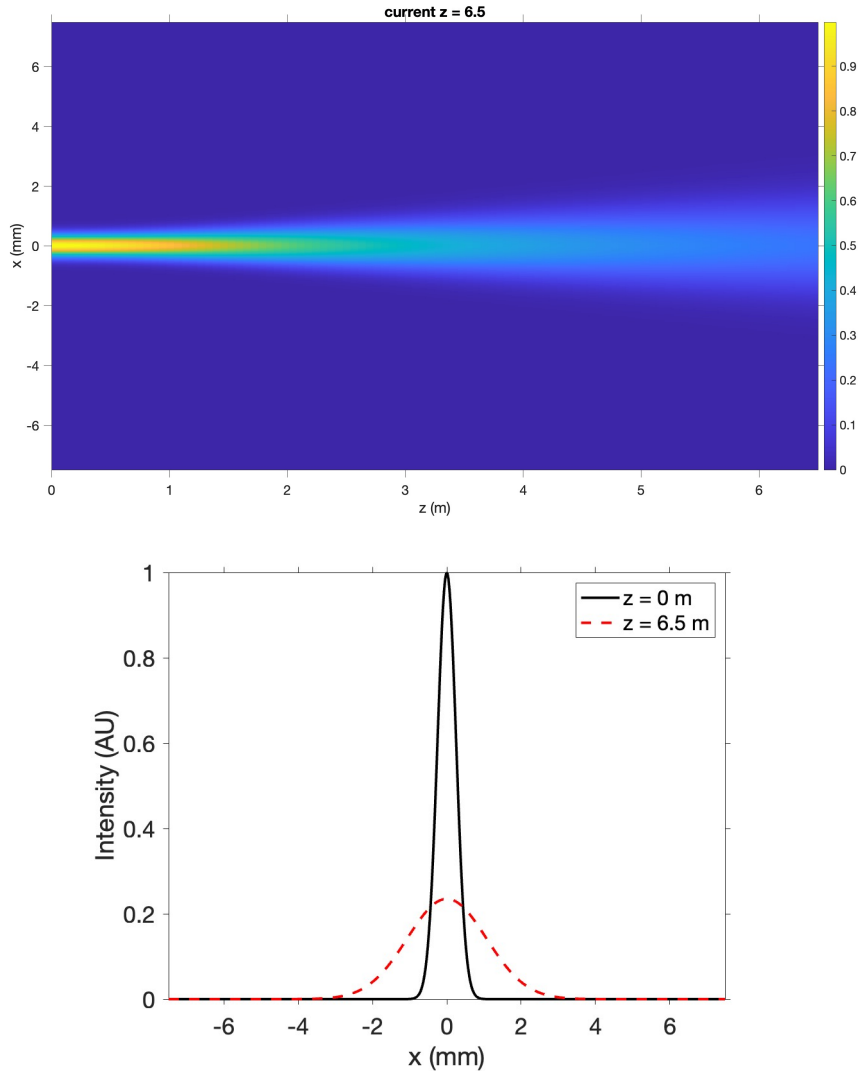 current z = 6.5
6
4
2
0
-2
-4
-6
x (mm)
0 1 2 3 4 5 6
z (m)
0.9
0.8
0.7
0.6
0.5
0.4
0.3
0.2
0.1
0
1
0.8
0.6
0.4
0.2
0
Intensity (AU)
z = 0 m
z = 6.5 m
-6 -4 -2 0 2 4 6
x (mm)